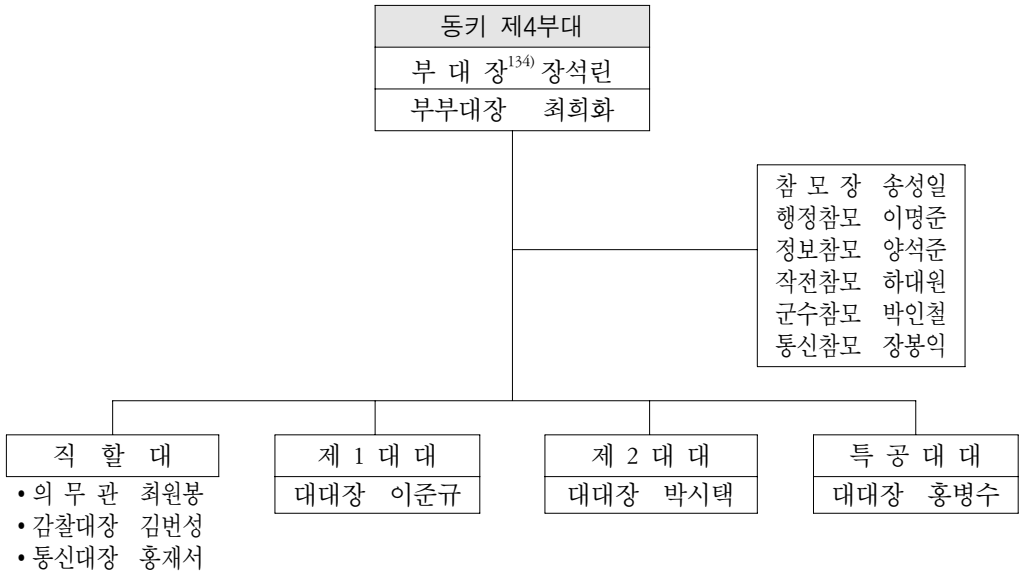 동키 제4부대
부 대 장134) 장석린
부부대장 최희화
참 모 장 송성일
행정참모 이명준
정보참모 양석준
작전참모 하대원
군수참모 박인철
통신참모 장봉익
직 할 대
• 의 무 관 최원봉
• 감찰대장 김번성
• 통신대장 홍재서
제 1 대 대
대대장 이준규
제 2 대 대
대대장 박시택
특 공 대 대
대대장 홍병수